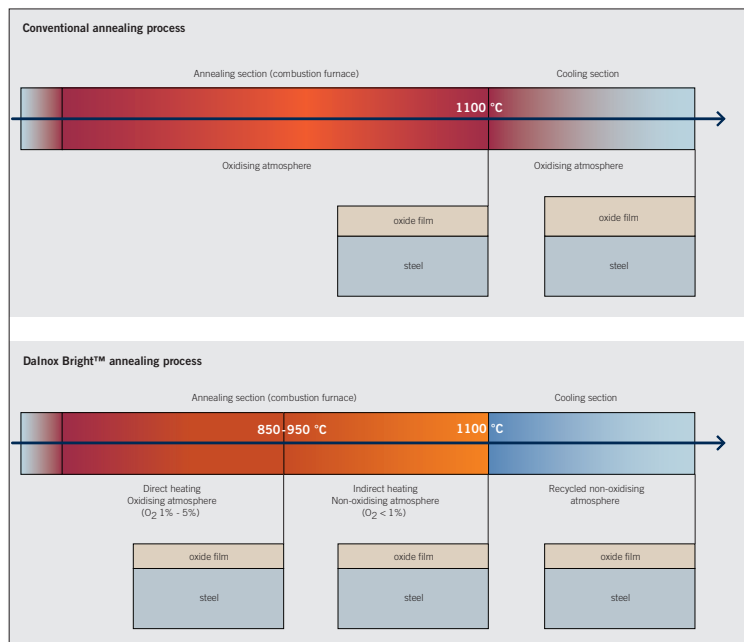 Conventional annealing process
Annealing section (combustion furnace)
Cooling section
1100 °C
Oxidising atmosphere
Oxidising atmosphere
oxide film
oxide film
steel
steel
DaInox Bright™ annealing process
Annealing section (combustion furnace)
Cooling section
850-950 °C
1100 °C
Direct heating
Oxidising atmosphere
(O2 1% - 5%)
Indirect heating
Non-oxidising atmosphere
(O2 < 1%)
Recycled non-oxidising
atmosphere
oxide film
oxide film
oxide film
steel
steel
steel